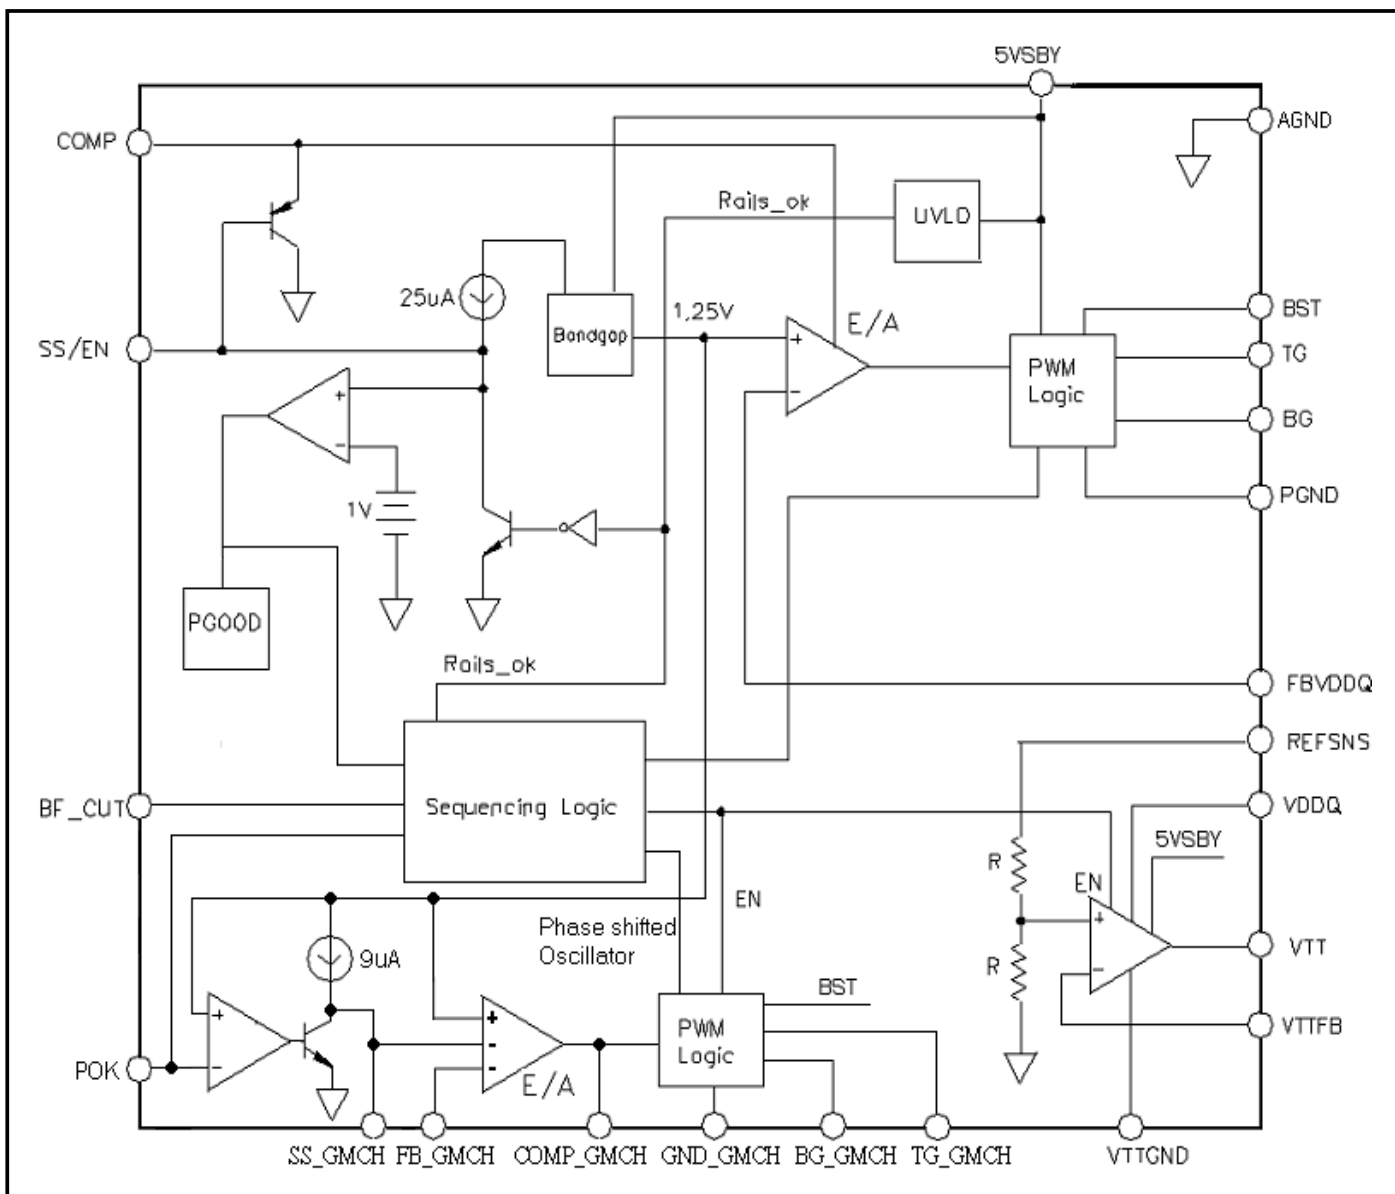 5VSBY
AGND
COMP
Rails_ok
UVLO
25uA
Bandgap
1,25V
E/A
BST
SS/EN
TG
PWM
Logic
BG
1V
PGND
PGOOD
Rails_ok
FBVDDQ
REFSNS
BF_CUT
Sequencing Logic
VDDQ
5VSBY
R
EN
EN
Phase shifted
Oscillator
9uA
R
VTT
BST
PWM
Logic
VTTFB
POK
E/A
SS_GMCH FB_GMCH COMP_GMCH GND_GMCH BG_GMCH TG_GMCH VTTGND